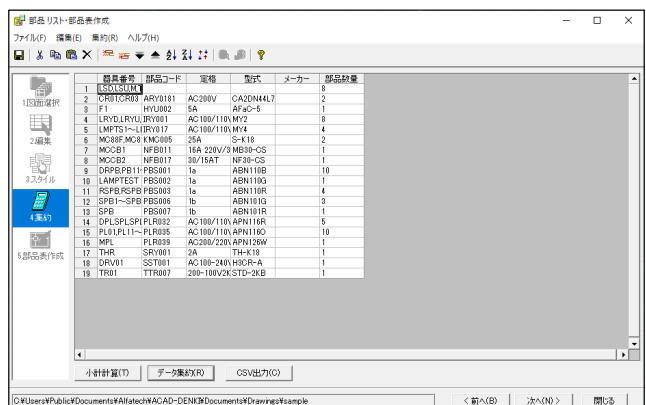 部品リスト・部品表作成
ファイル(F) 編集(E) 集約(R) ヘルプ(H)
器具番号 部品コード 定格 型式 メーカー 部品数量
1 LSD,LSU,M,T 8
2 CR01,CR03 ARY0181 AC200V CA2DN44L7 2
3 F1 HYU002 5A AFaC-5 1
4 LRYD,LRYU, IRY001 AC100/110V MY2 8
5 LMPTS1~L IRY017 AC100/110V MY4 4
6 MC88F,MC8 KMC005 25A S-K18 2
7 MCCB1 NFB011 16A 220V/3 MB30-CS 1
8 MCCB2 NFB017 30/15AT NF30-CS 1
9 DRPB,PB11 PBS001 1a ABN110B 10
10 LAMPTEST PBS002 1a ABN110G 1
11 RSPB,RSPB PBS003 1a ABN110R 4
12 SPB1~SPB PBS006 1b ABN101G 3
13 SPB PBS007 1b ABN101R 1
14 DPLSPL,SPL PLR032 AC100/110V APN116R 5
15 PL01,PL11~ PLR035 AC100/110V APN116O 10
16 MPL PLR039 AC200/220V APN126W 1
17 THR SRY001 2A TH-K18 1
18 DRV01 SST001 AC100-240V H3CR-A 1
19 TR01 TTR007 200-100V2K STD-2KB 1
1.図面選択
2.編集
3.スタイル
4.集約
5.部品表作成
小計計算(T) データ集約(R) CSV出力(C)
C:¥Users¥Public¥Documents¥Alfatech¥ACAD-DENKI¥Documents¥Drawings¥sample
< 前へ(B) 次へ(N) > 閉じる